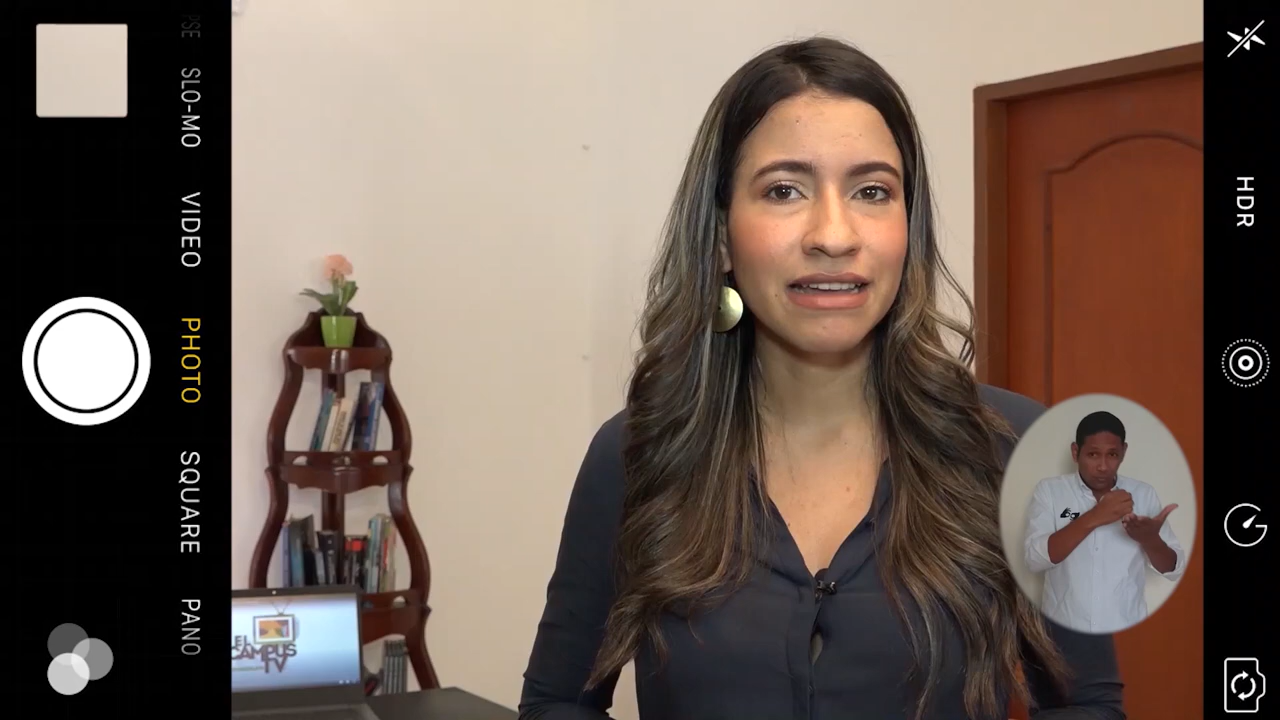 SLO-MO
VIDEO
PHOTO
SQUARE
PANO
HDR
EL
CAMPUS
TV